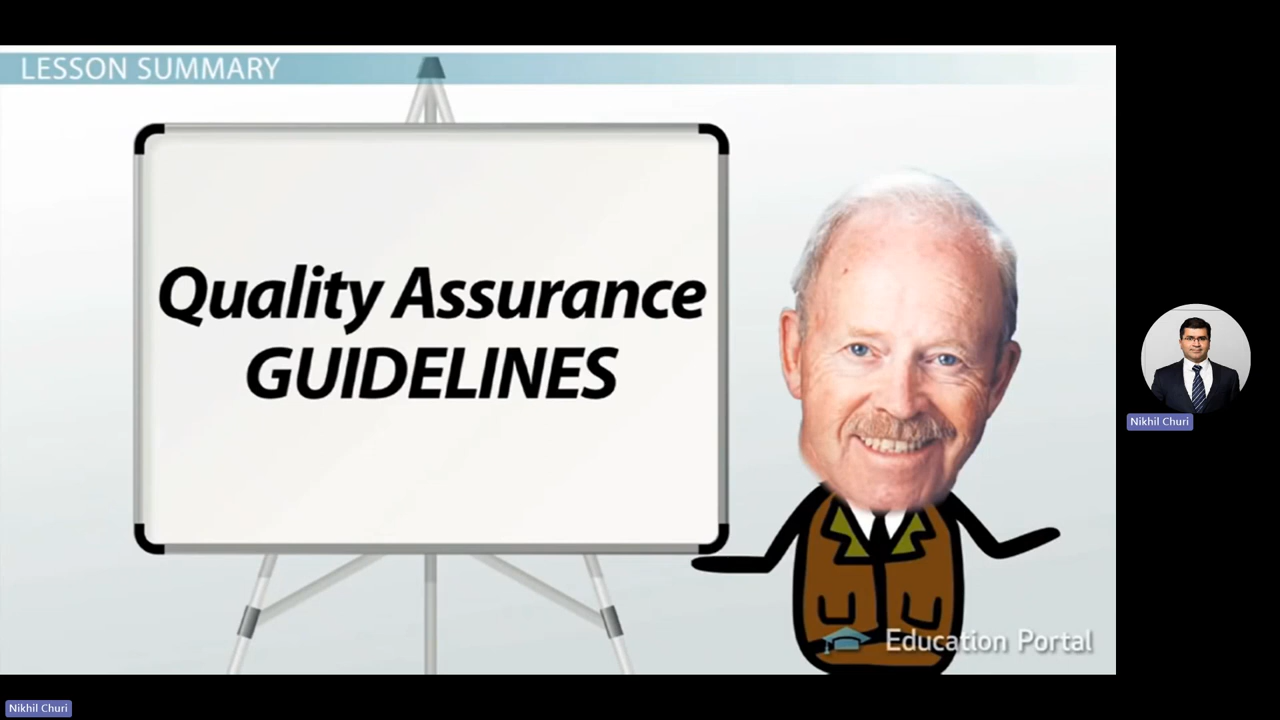 LESSON SUMMARY
Quality Assurance
GUIDELINES
Education Portal
Nikhil Churi
Nikhil Churi